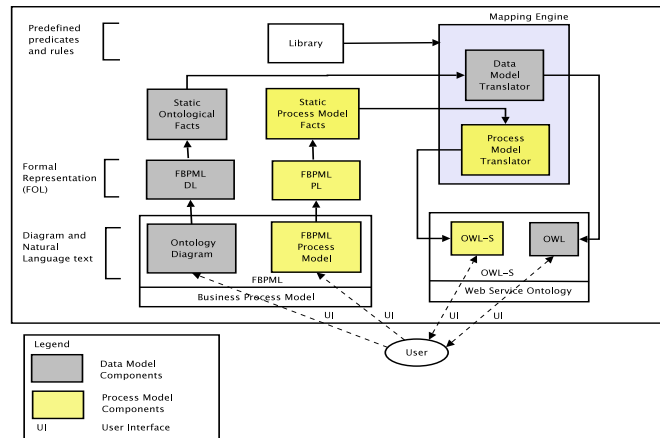 Predefined
predicates
and rules
Library
Mapping Engine
Data
Model
Translator
Static
Ontological
Facts
Static
Process Model
Facts
Process
Model
Translator
Formal
Representation
(FOL)
FBPML
DL
FBPML
PL
Diagram and
Natural
Language text
Ontology
Diagram
FBPML
Process
Model
FBPML
Business Process Model
OWL-S
OWL
OWL-S
Web Service Ontology
UI
UI
UI
UI
User
Legend
Data Model
Components
Process Model
Components
UI
User Interface